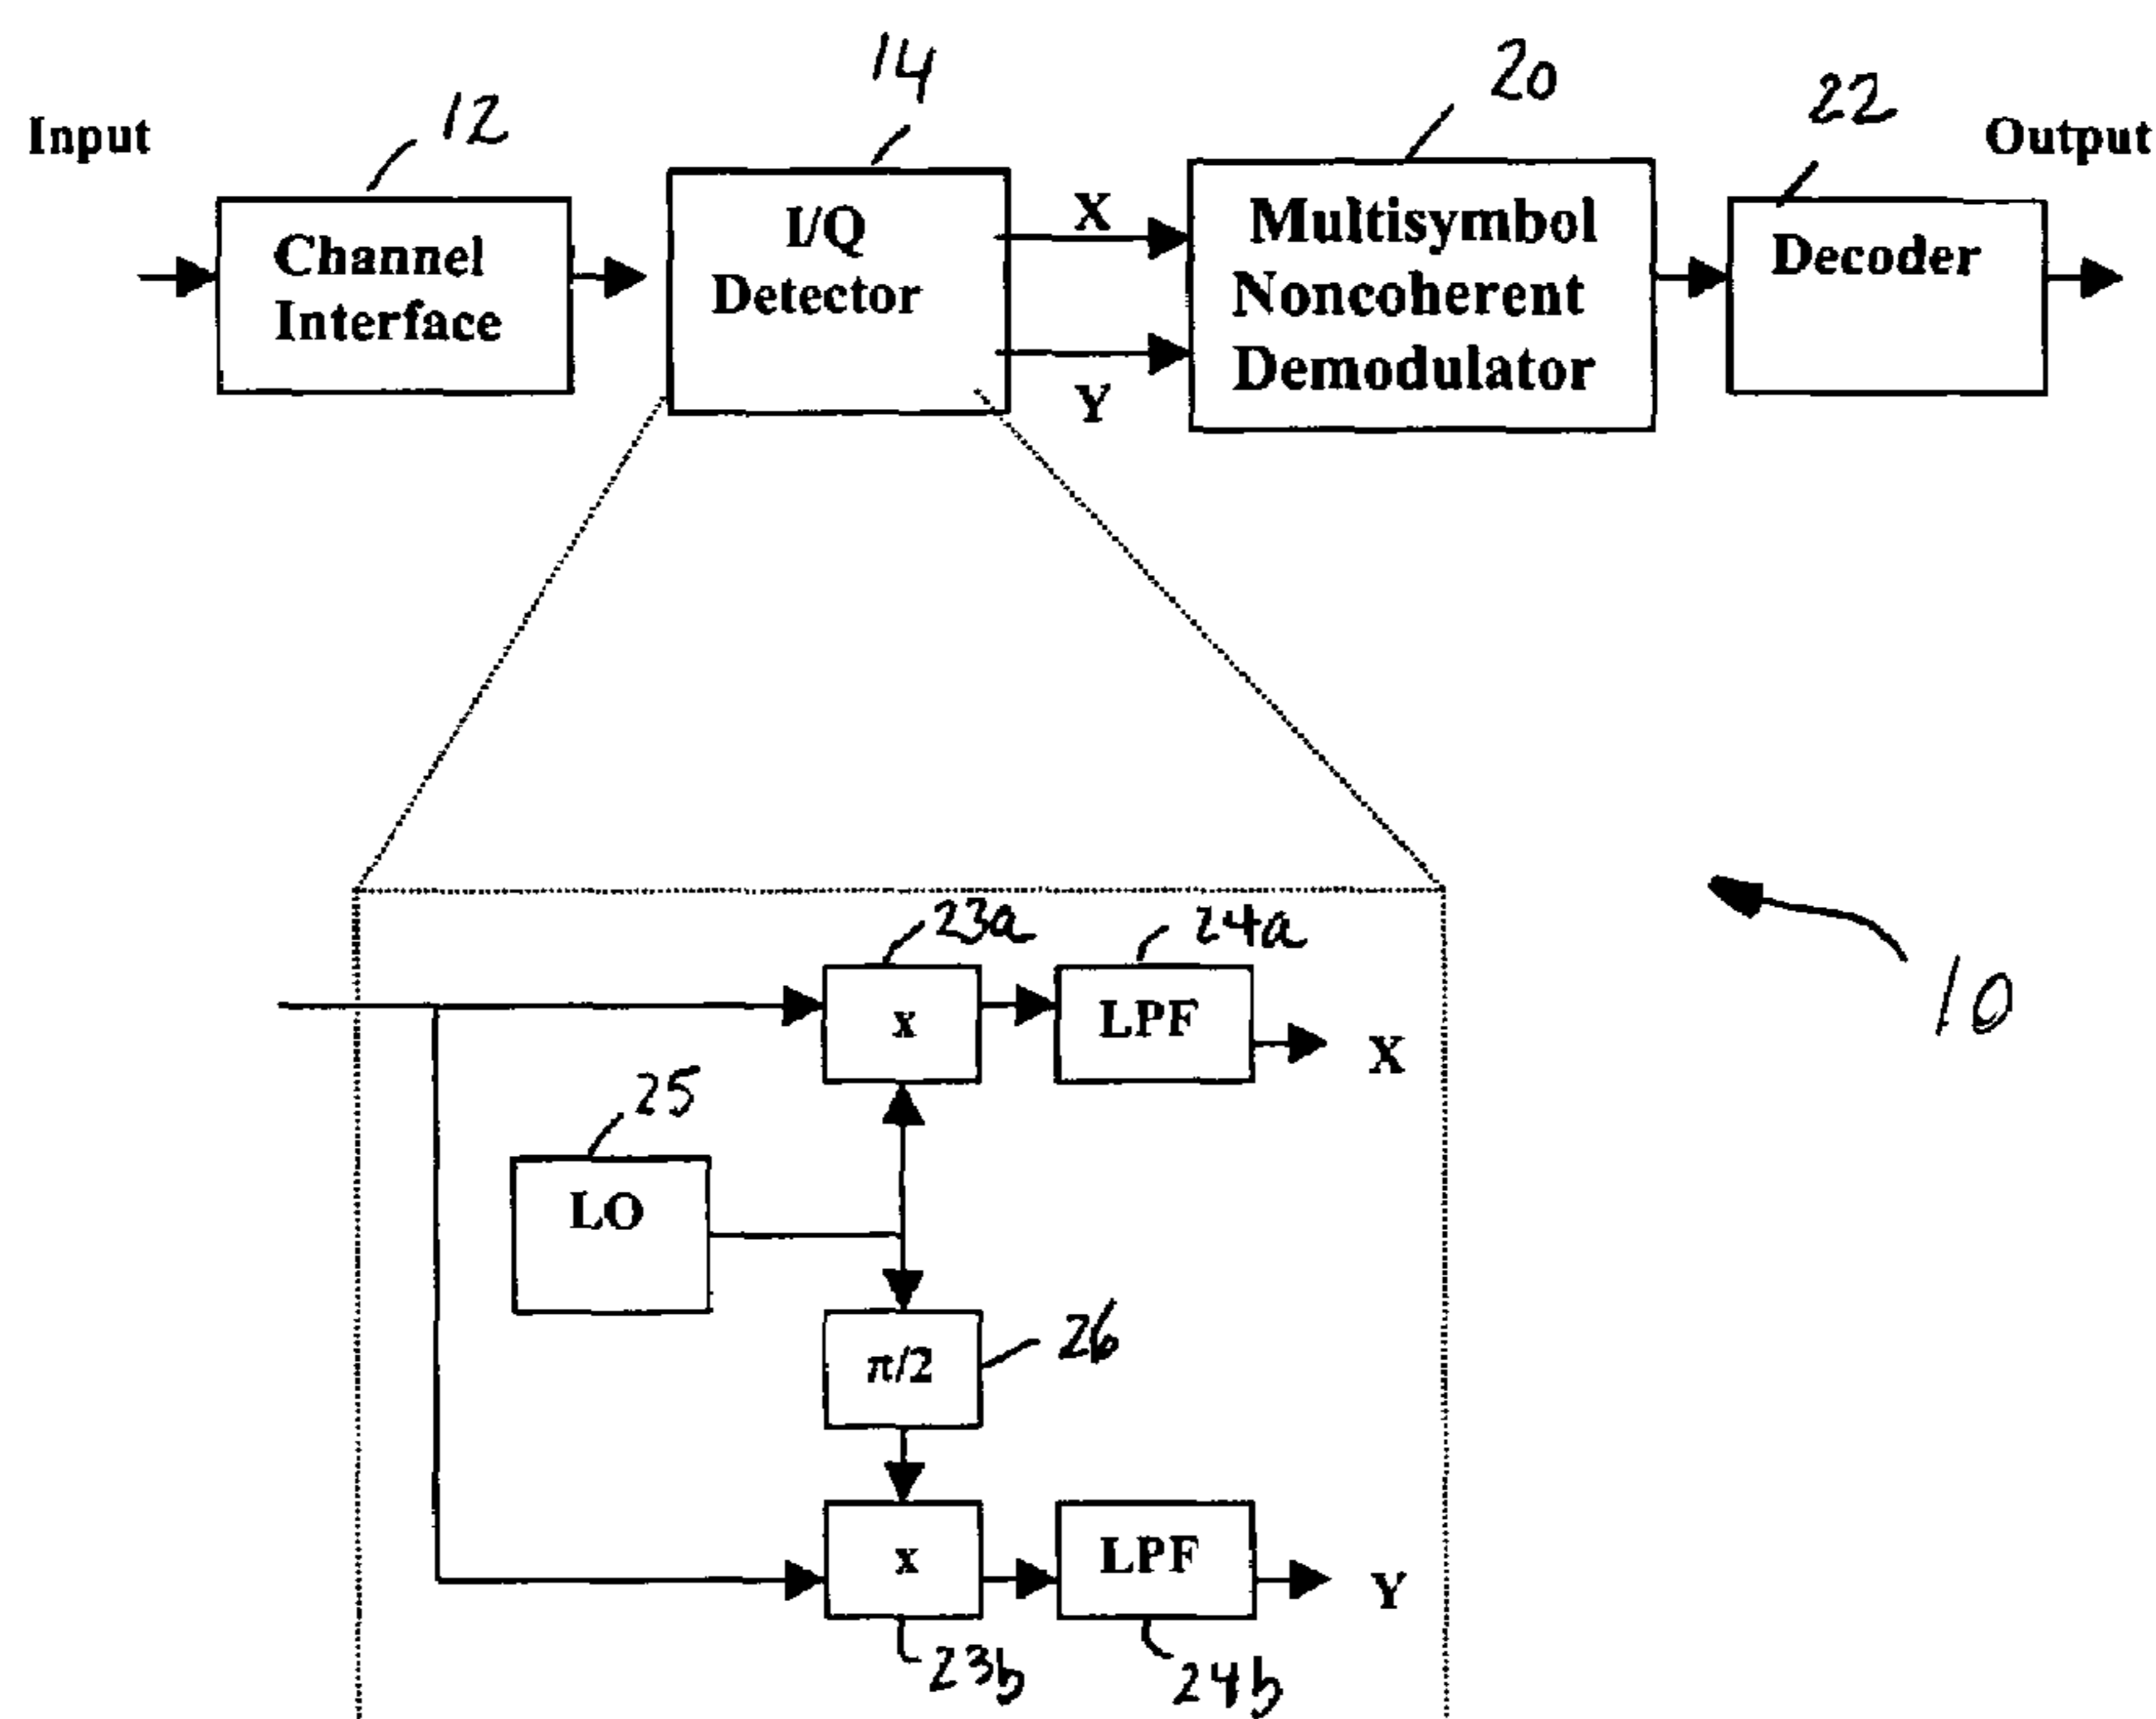 14
20
22
12
Input
Output
Channel
Interface
I/Q
Detector
X
Y
Multisymbol
Noncoherent
Demodulator
Decoder
23a
24a
x
LPF
X
10
25
LO
π/2
26
x
LPF
Y
23b
24b